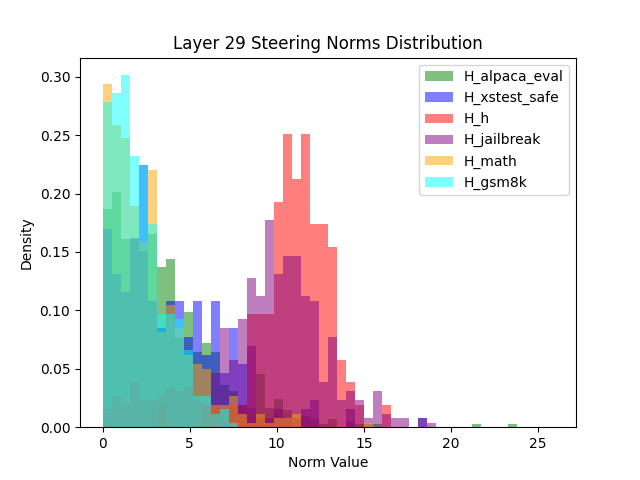 Layer 29 Steering Norms Distribution
H_alpaca_eval
H_xstest_safe
H_h
H_jailbreak
H_math
H_gsm8k
Density
0.30
0.25
0.20
0.15
0.10
0.05
0.00
0 5 10 15 20 25
Norm Value